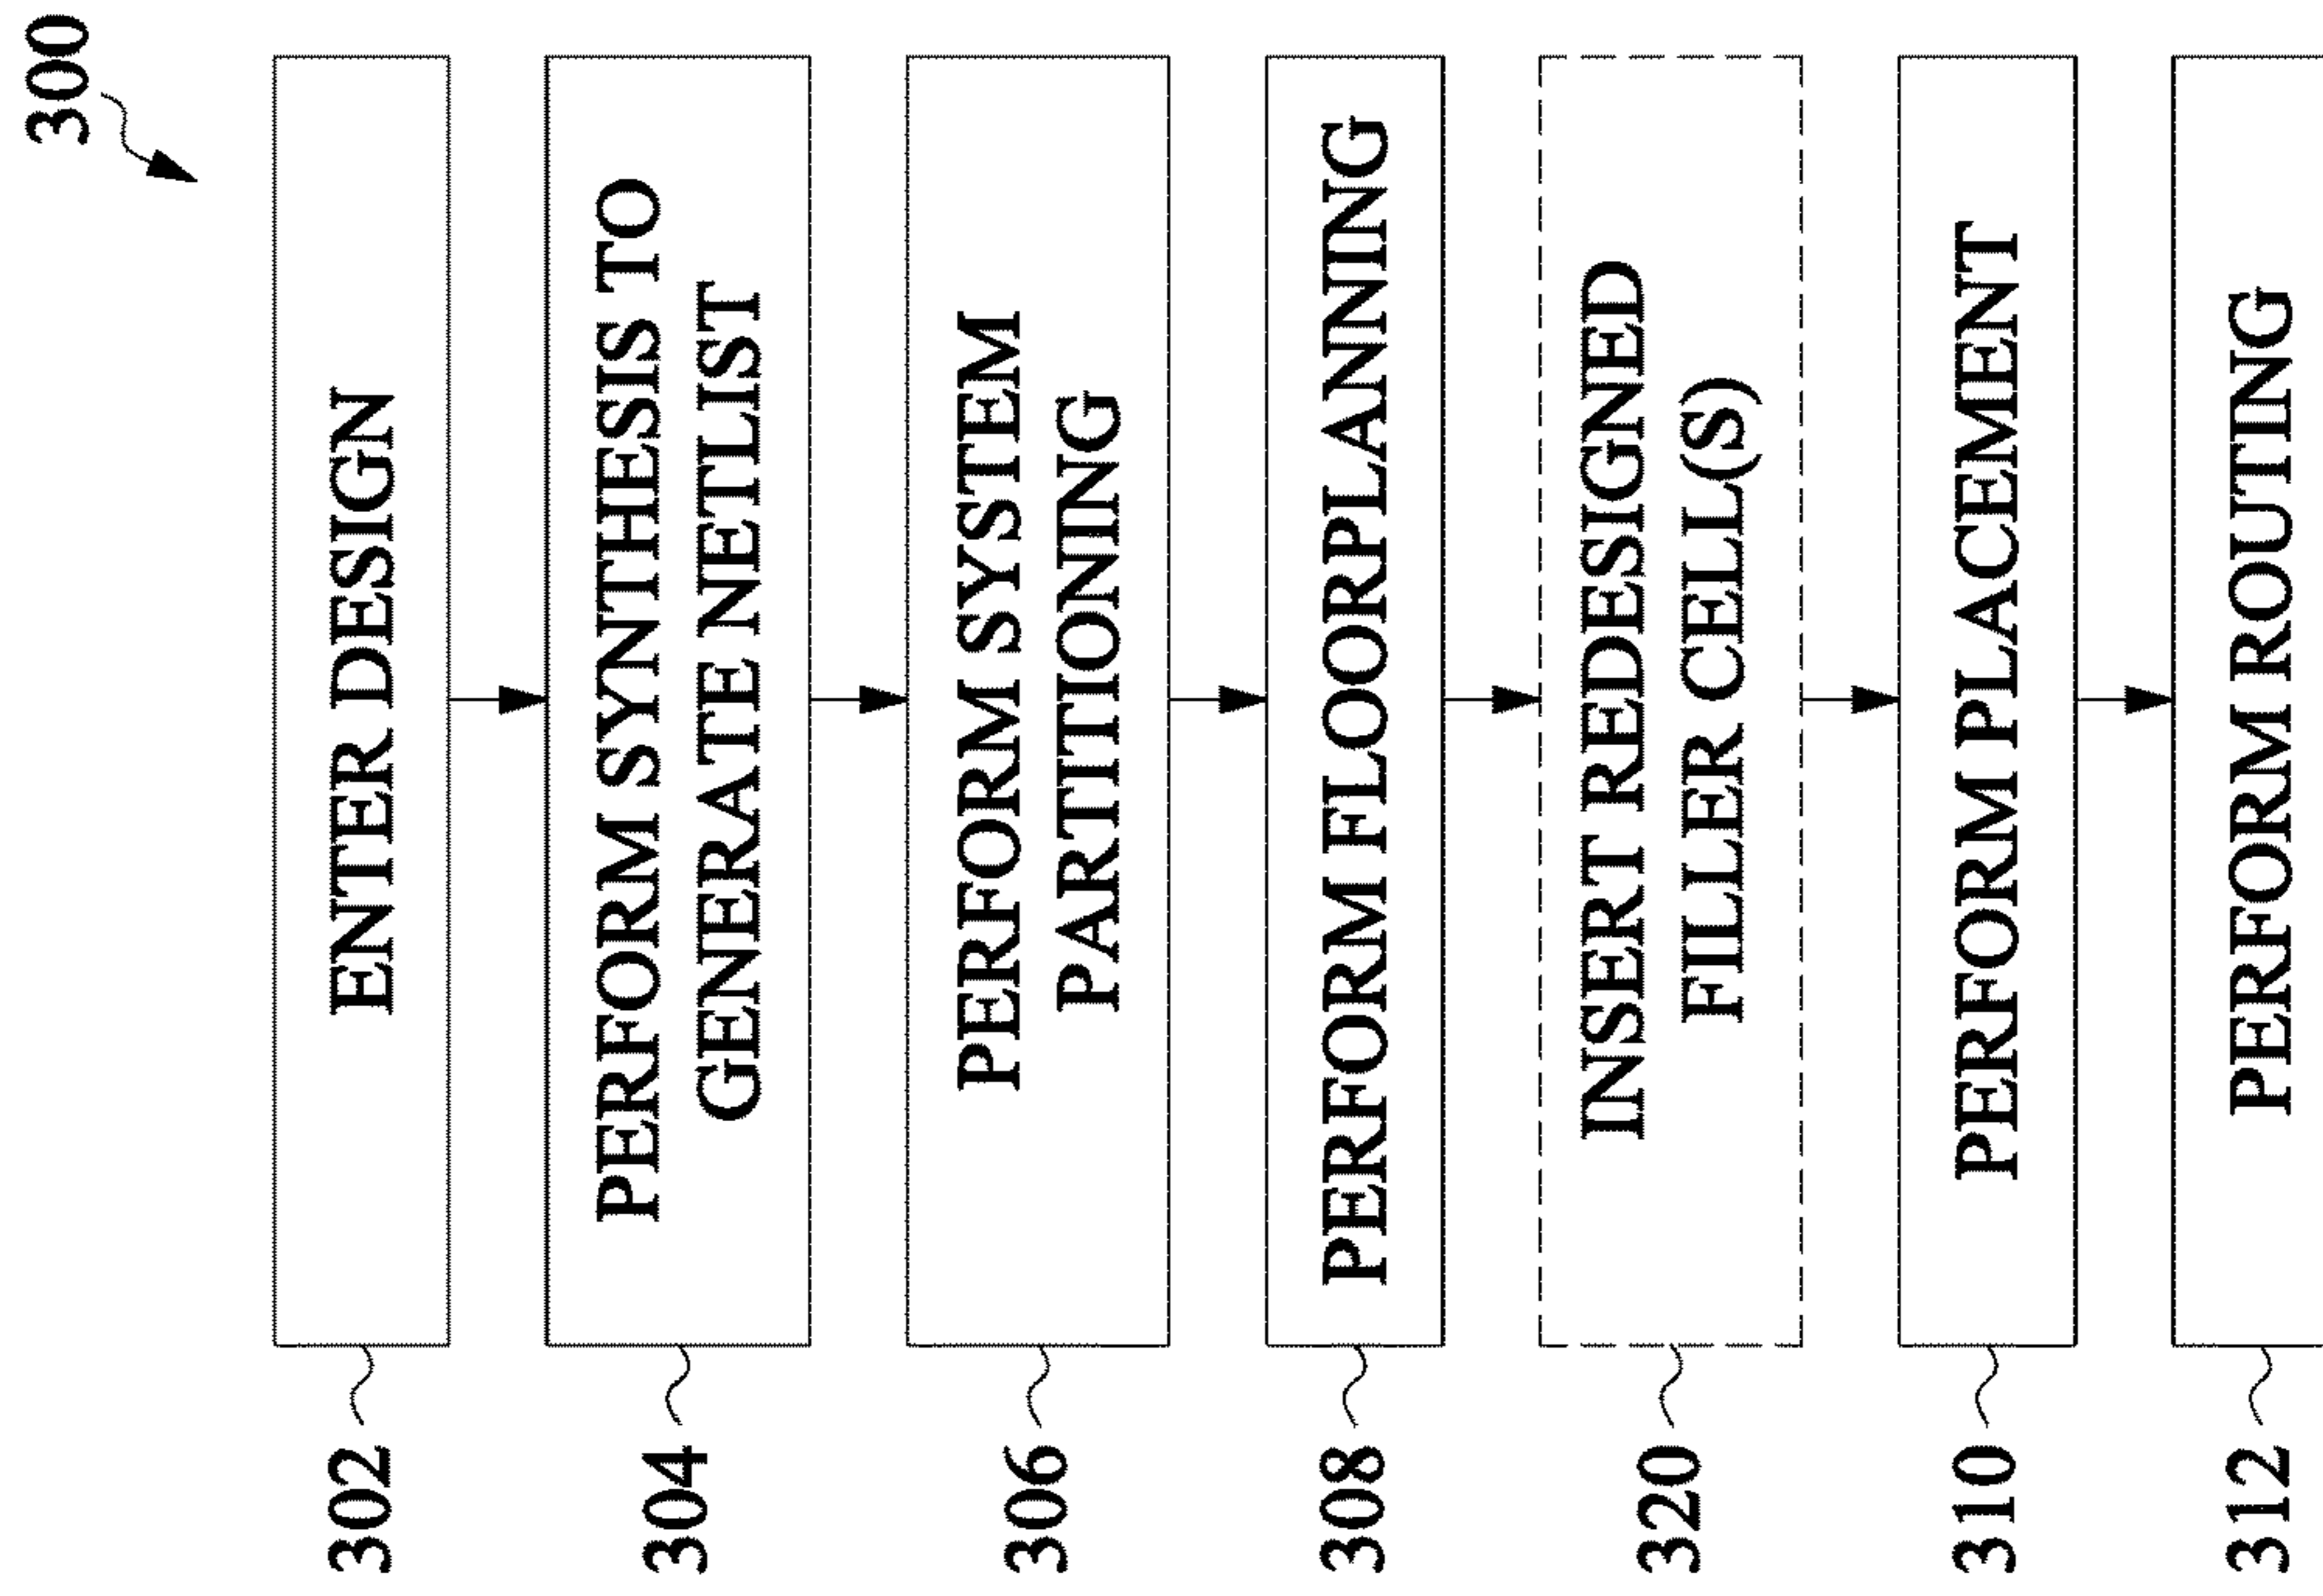 300
302
ENTER DESIGN
304
PERFORM SYNTHESIS TO
GENERATE NETLIST
306
PERFORM SYSTEM
PARTITIONING
308
PERFORM FLOORPLANNING
320
INSERT REDESIGNED
FILLER CELL(S)
310
PERFORM PLACEMENT
312
PERFORM ROUTING